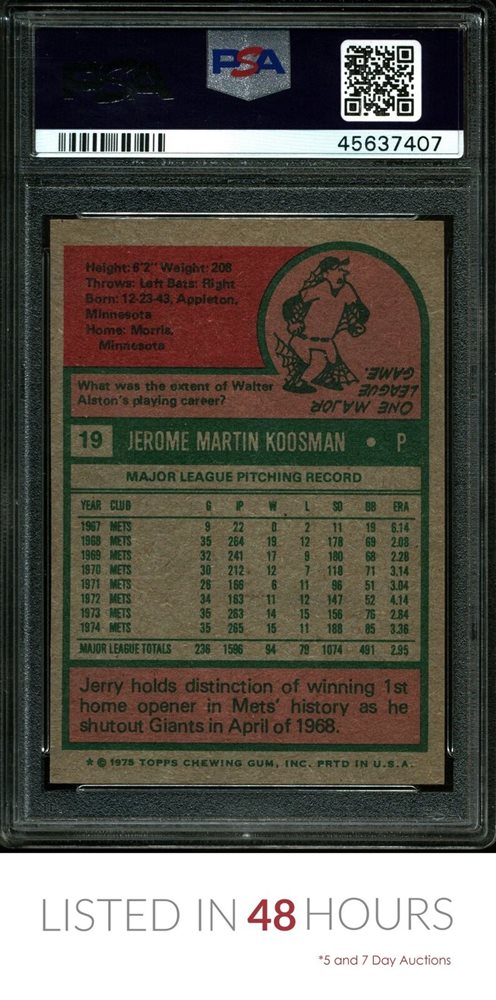 PSA
45637407
Height: 6'2" Weight: 208
Throws: Left Bats: Right
Born: 12-23-43, Appleton,
Minnesota
Home: Morris,
Minnesota
What was the extent of Walter
Alston's playing career?
ONE MAJOR
LEAGUE
GAME.
19 JEROME MARTIN KOOSMAN • P
MAJOR LEAGUE PITCHING RECORD
YEAR CLUB G IP W L SO BB ERA
1967 METS 9 22 0 2 11 19 6.14
1968 METS 35 264 19 12 178 69 2.08
1969 METS 32 241 17 9 180 68 2.28
1970 METS 30 212 12 7 118 71 3.14
1971 METS 26 166 6 11 96 51 3.04
1972 METS 34 163 11 12 147 52 4.14
1973 METS 35 263 14 15 156 76 2.84
1974 METS 35 265 15 11 188 85 3.36
MAJOR LEAGUE TOTALS 236 1596 94 79 1074 491 2.95
Jerry holds distinction of winning 1st
home opener in Mets' history as he
shutout Giants in April of 1968.
* © 1975 TOPPS CHEWING GUM, INC. PRTD IN U.S.A.
LISTED IN 48 HOURS
*5 and 7 Day Auctions